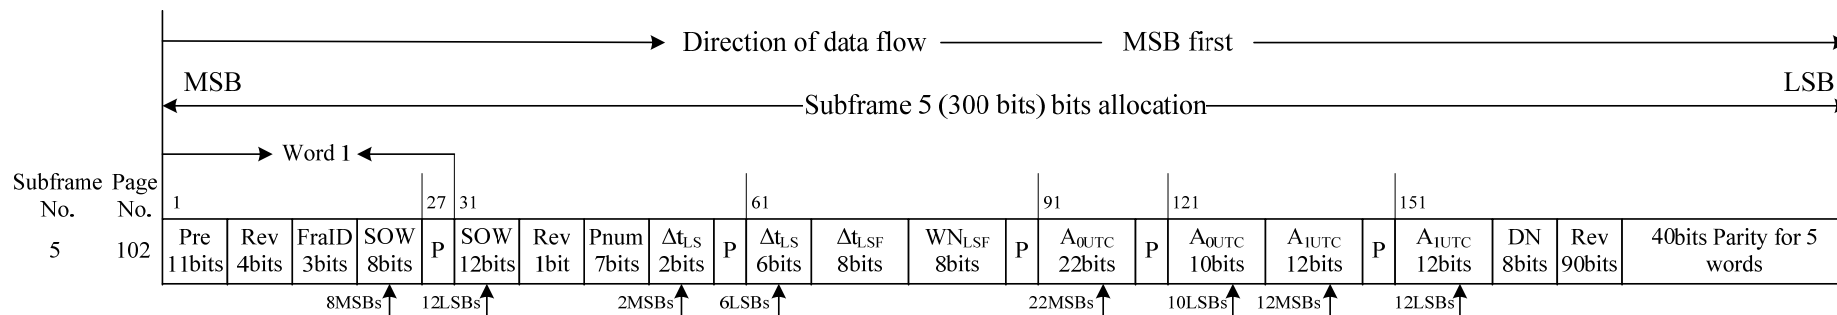 Direction of data flow MSB first
MSB LSB
Subframe 5 (300 bits) bits allocation
Word 1
Subframe No. Page No.
1 27 31 61 91 121 151
5 102
Pre 11bits
Rev 4bits
FraID 3bits
SOW 8bits
P
SOW 12bits
Rev 1bit
Pnum 7bits
Δt_LS 2bits
P
Δt_LS 6bits
Δt_LSF 8bits
WN_LSF 8bits
P
A_0UTC 22bits
P
A_0UTC 10bits
A_1UTC 12bits
P
A_1UTC 12bits
DN 8bits
Rev 90bits
40bits Parity for 5 words
8MSBs 12LSBs 2MSBs 6LSBs 22MSBs 10LSBs 12MSBs 12LSBs